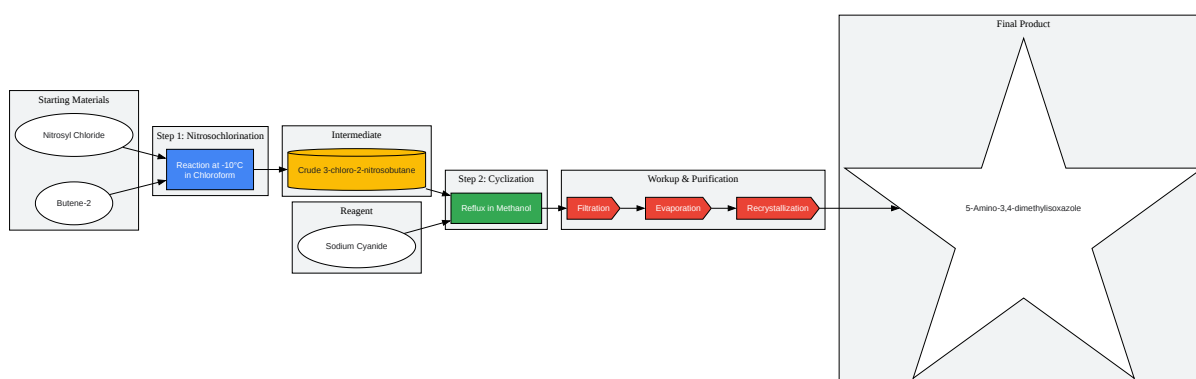 Starting Materials
Nitrosyl Chloride
Butene-2
Step 1: Nitrosochlorination
Reaction at -10°C
in Chloroform
Intermediate
Crude 3-chloro-2-nitrosobutane
Reagent
Sodium Cyanide
Step 2: Cyclization
Reflux in Methanol
Workup & Purification
Filtration
Evaporation
Recrystallization
Final Product
5-Amino-3,4-dimethylisoxazole